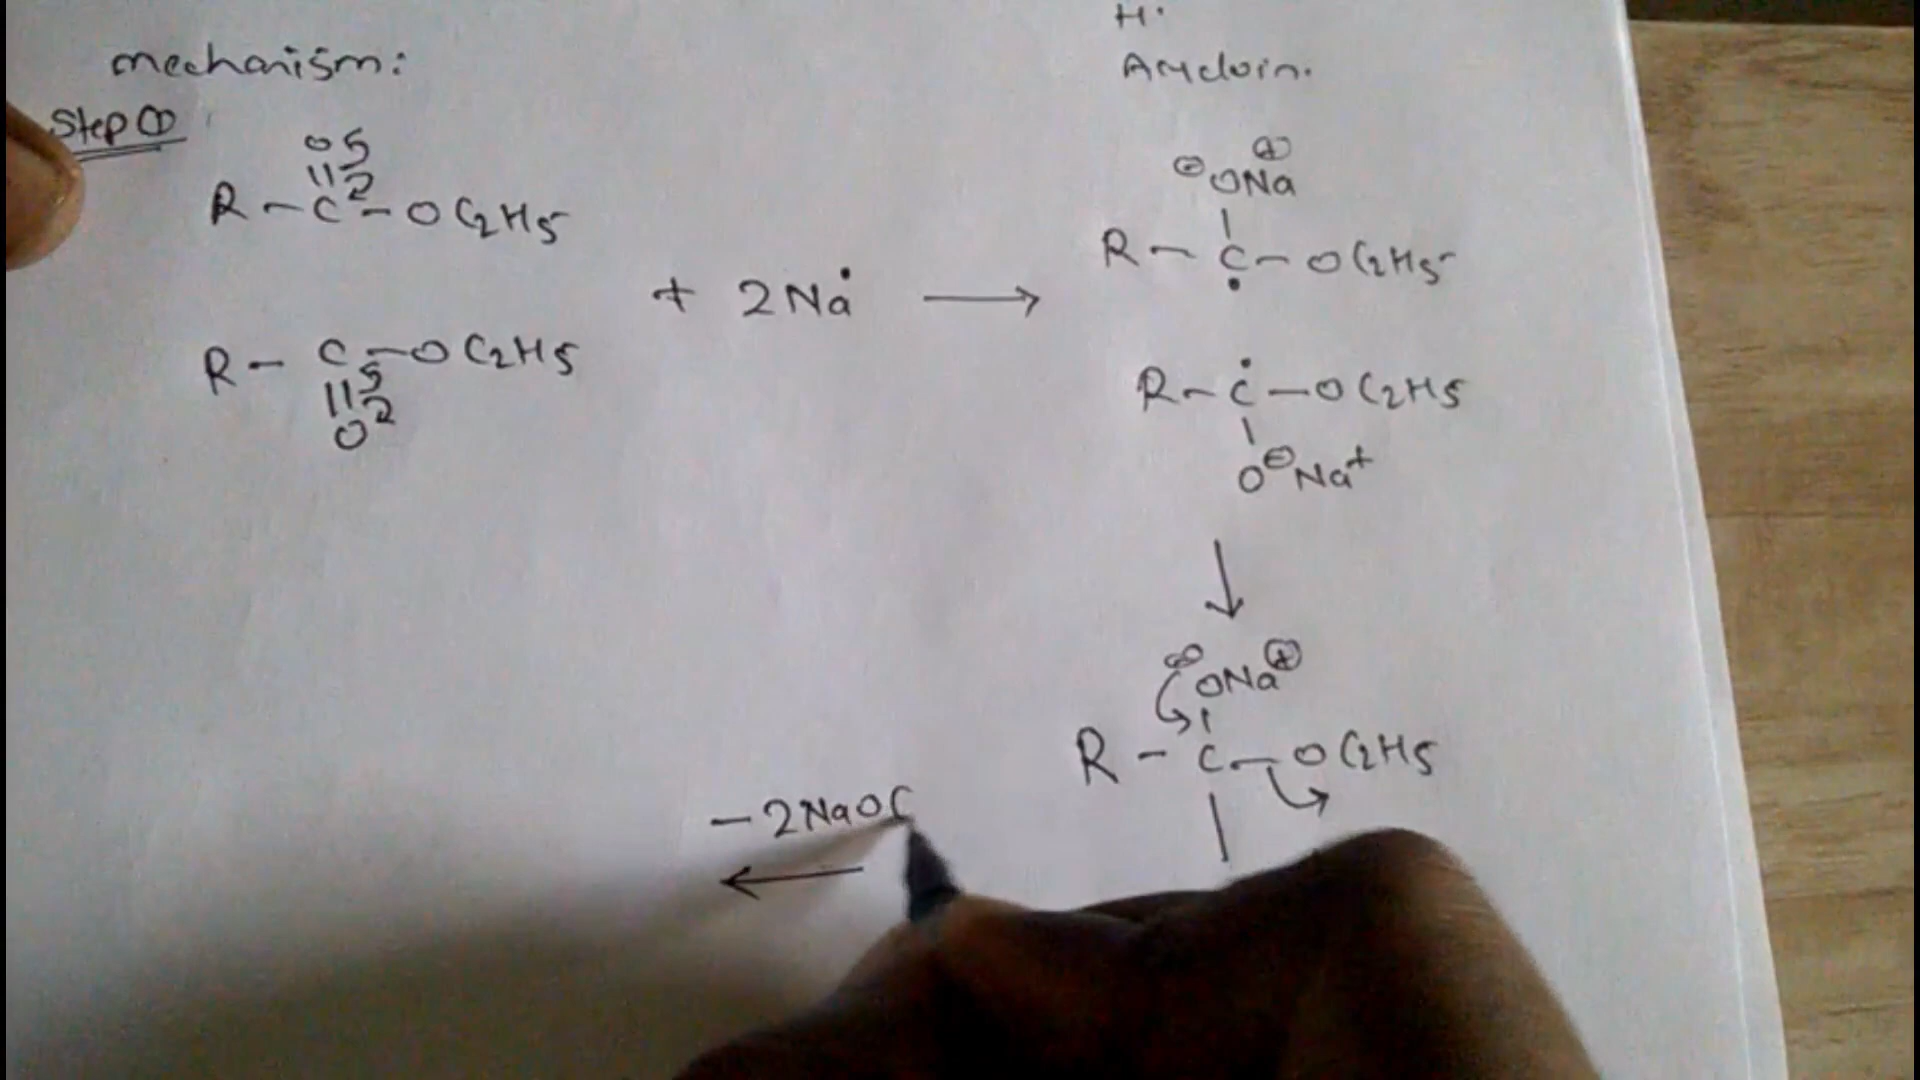 H.
mechanism:
Acyloin.
Step ①
O
||
R - C - OC2H5
+ 2Na• →
R - C - OC2H5
||
O
⊖ONa⊕
|
R - C - OC2H5
•
•
R - C - OC2H5
|
O⊖Na+
↓
⊖ONa⊕
|
R - C - OC2H5
|
- 2NaOC
←